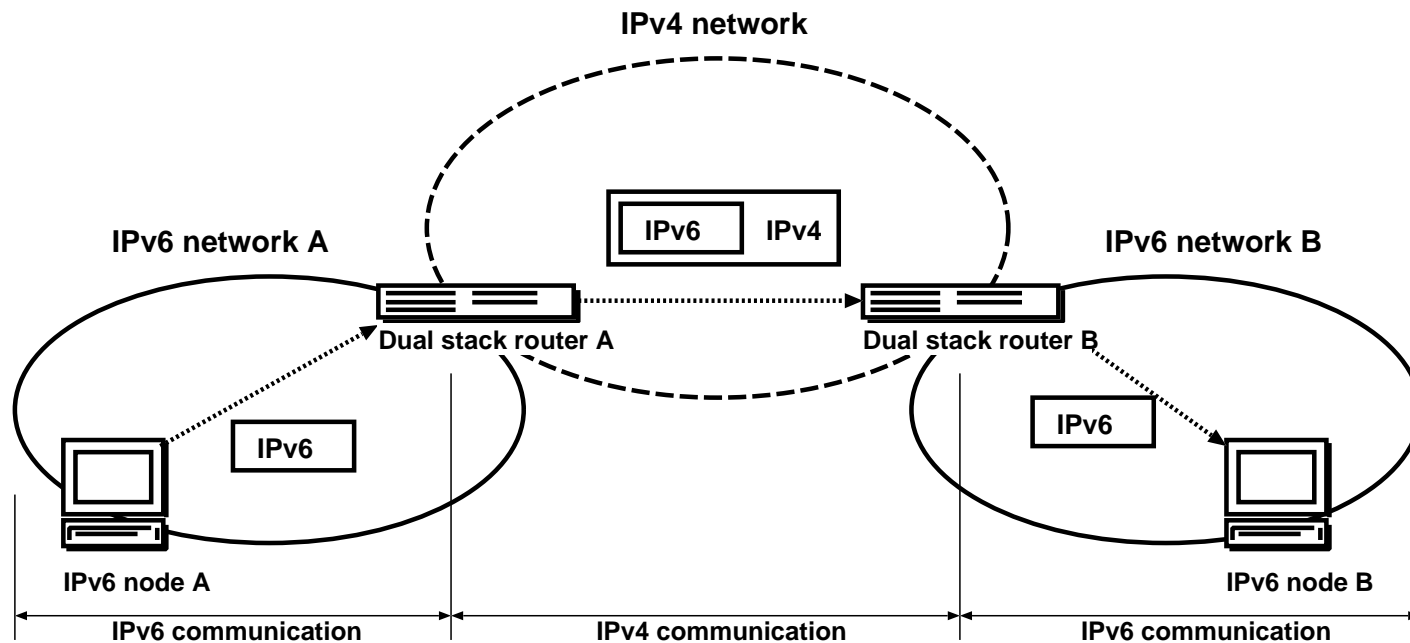 IPv4 network
IPv6 network A
IPv6 IPv4
IPv6 network B
Dual stack router A
Dual stack router B
IPv6
IPv6
IPv6 node A
IPv6 node B
IPv6 communication
IPv4 communication
IPv6 communication